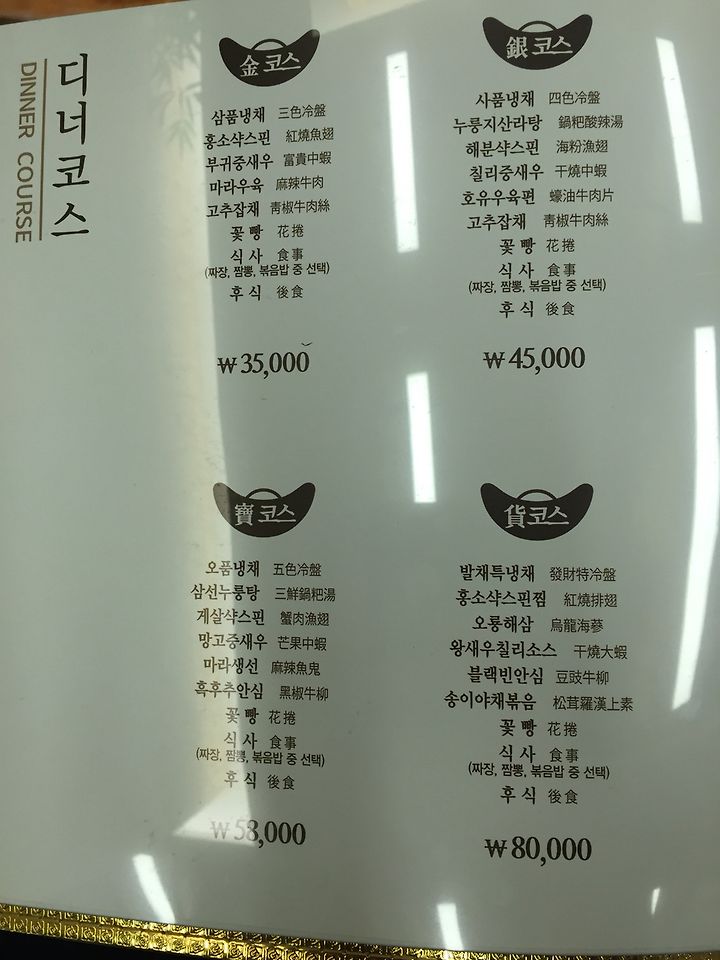 디너코스
DINNER COURSE
金 코스
삼품냉채 三色冷盤
홍소샥스핀 紅燒魚翅
부귀중새우 富貴中蝦
마라우육 麻辣牛肉
고추잡채 靑椒牛肉絲
꽃 빵 花捲
식 사 食事
(짜장, 짬뽕, 볶음밥 중 선택)
후 식 後食
₩ 35,000
銀 코스
사품냉채 四色冷盤
누룽지산라탕 鍋粑酸辣湯
해분샥스핀 海粉漁翅
칠리중새우 干燒中蝦
호유우육편 蠔油牛肉片
고추잡채 靑椒牛肉絲
꽃 빵 花捲
식 사 食事
(짜장, 짬뽕, 볶음밥 중 선택)
후 식 後食
₩ 45,000
寶 코스
오품냉채 五色冷盤
삼선누룽탕 三鮮鍋粑湯
게살샥스핀 蟹肉漁翅
망고중새우 芒果中蝦
마라생선 麻辣魚鬼
흑후추안심 黑椒牛柳
꽃 빵 花捲
식 사 食事
(짜장, 짬뽕, 볶음밥 중 선택)
후 식 後食
₩ 58,000
貨 코스
발채특냉채 發財特冷盤
홍소샥스핀찜 紅燒排翅
오룡해삼 烏龍海蔘
왕새우칠리소스 干燒大蝦
블랙빈안심 豆豉牛柳
송이야채볶음 松茸羅漢上素
꽃 빵 花捲
식 사 食事
(짜장, 짬뽕, 볶음밥 중 선택)
후 식 後食
₩ 80,000